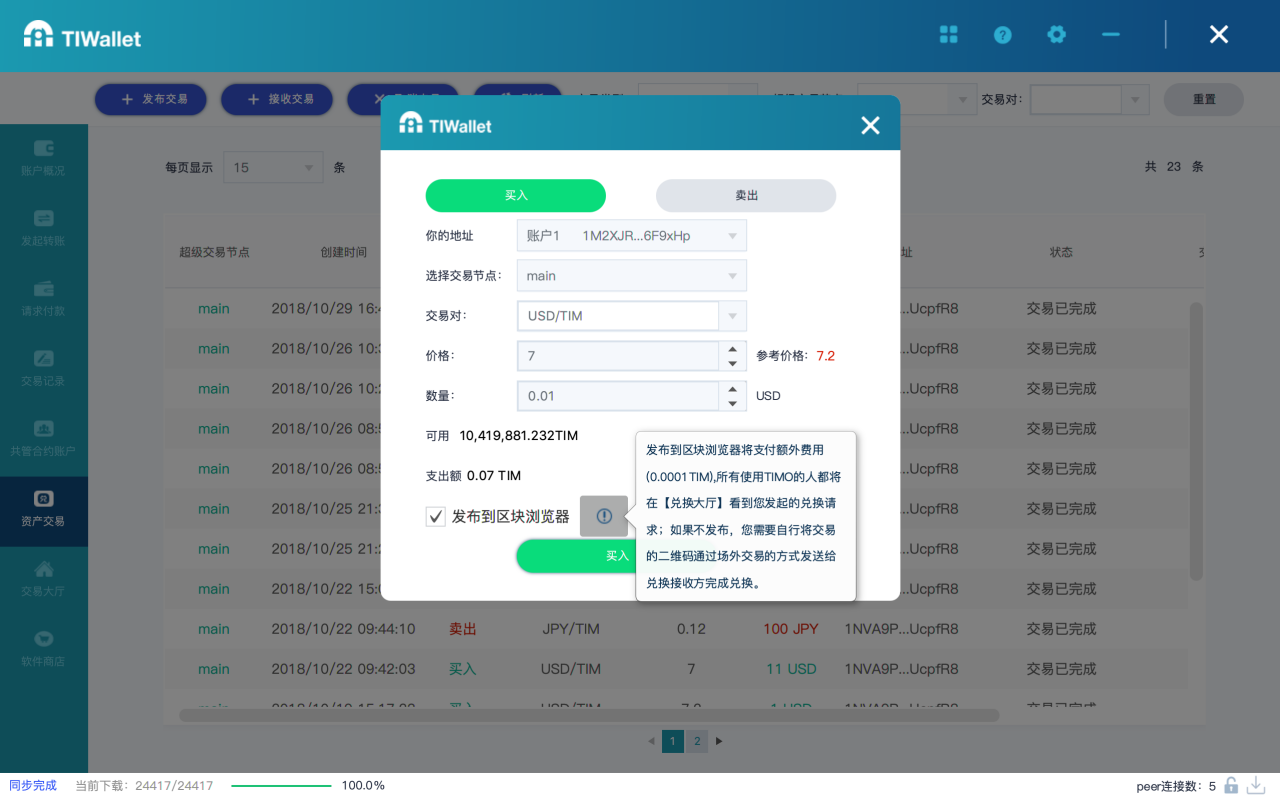 TIWallet
发布交易
接收交易
交易对：
重置
账户概况
发起转账
请求付款
交易记录
共管合约账户
资产交易
交易大厅
软件商店
每页显示 15 条
共 23 条
超级交易节点 创建时间 址 状态
main 2018/10/29 16: ...UcpfR8 交易已完成
main 2018/10/26 10: ...UcpfR8 交易已完成
main 2018/10/26 10: ...UcpfR8 交易已完成
main 2018/10/26 08: ...UcpfR8 交易已完成
main 2018/10/26 08: ...UcpfR8 交易已完成
main 2018/10/25 21: ...UcpfR8 交易已完成
main 2018/10/25 21: ...UcpfR8 交易已完成
main 2018/10/22 15: ...UcpfR8 交易已完成
main 2018/10/22 09:44:10 卖出 JPY/TIM 0.12 100 JPY 1NVA9P...UcpfR8 交易已完成
main 2018/10/22 09:42:03 买入 USD/TIM 7 11 USD 1NVA9P...UcpfR8 交易已完成
1 2
TIWallet
买入 卖出
你的地址 账户1 1M2XJR...6F9xHp
选择交易节点： main
交易对： USD/TIM
价格： 7 参考价格：7.2
数量： 0.01 USD
可用 10,419,881.232TIM
支出额 0.07 TIM
发布到区块浏览器
买入
发布到区块浏览器将支付额外费用
(0.0001TIM),所有使用TIMO的人都将
在【兑换大厅】看到您发起的兑换请
求；如果不发布，您需要自行将交易
的二维码通过场外交易的方式发送给
兑换接收方完成兑换。
同步完成 当前下载：24417/24417 100.0%
peer连接数：5